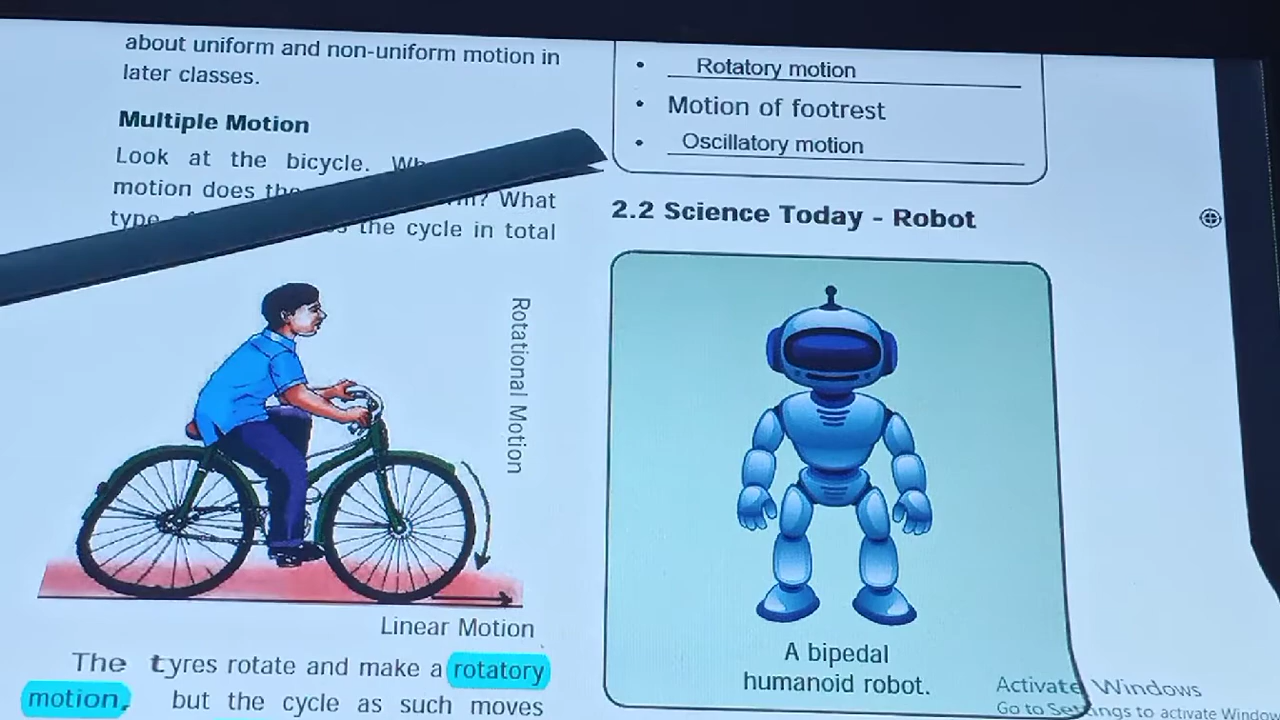 about uniform and non-uniform motion in
later classes.
Multiple Motion
Look at the bicycle.
motion does What
type the cycle in total
Rotational Motion
Linear Motion
The tyres rotate and make a rotatory
motion, but the cycle as such moves
• Rotatory motion
• Motion of footrest
• Oscillatory motion
2.2 Science Today - Robot
A bipedal
humanoid robot.
Activate Windows
Go to Settings to activate Window